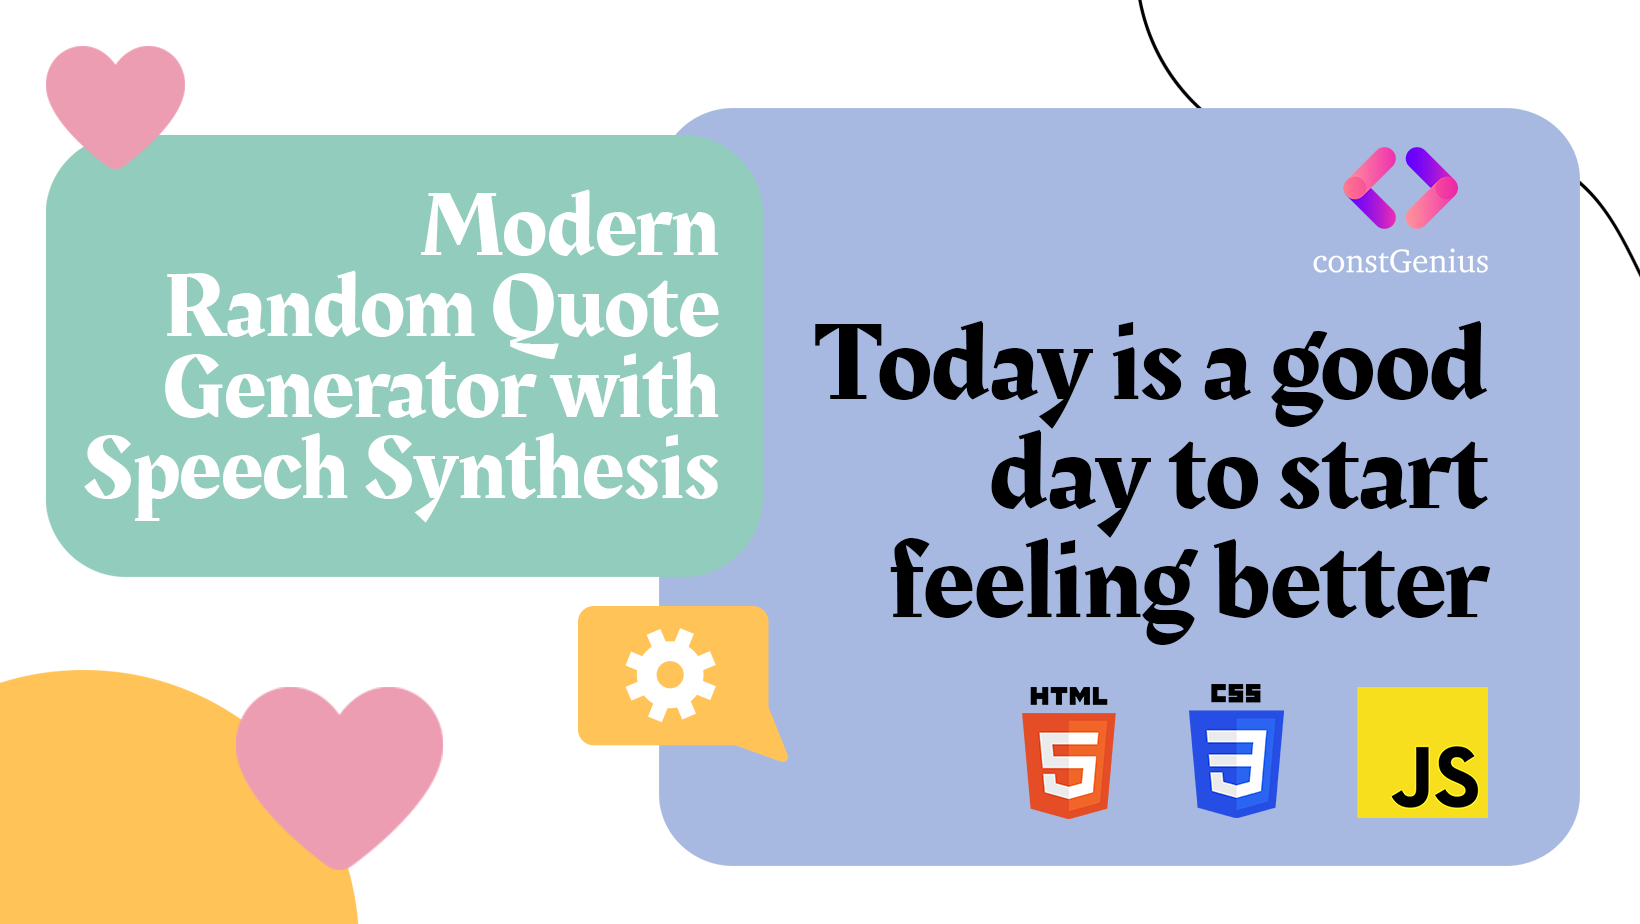 Modern
Random Quote
Generator with
Speech Synthesis
constGenius
Today is a good
day to start
feeling better
HTML
5
CSS
3
JS